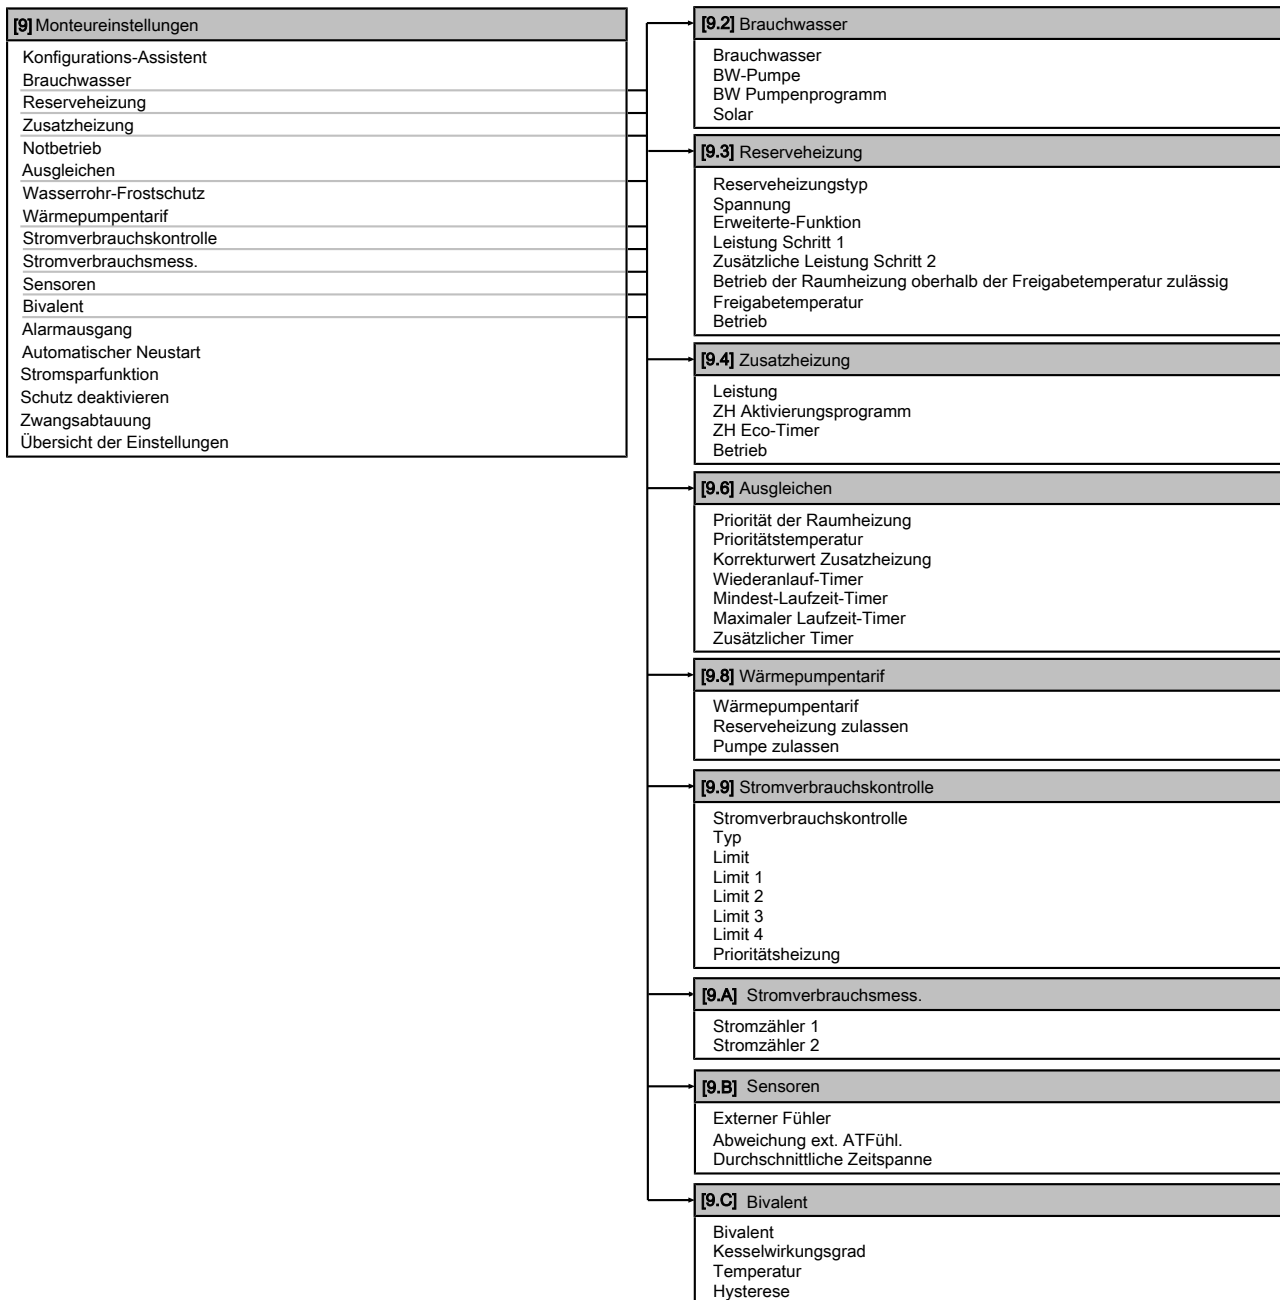 [9] Monteureinstellungen
Konfigurations-Assistent
Brauchwasser
Reserveheizung
Zusatzheizung
Notbetrieb
Ausgleichen
Wasserrohr-Frostschutz
Wärmepumpentarif
Stromverbrauchskontrolle
Stromverbrauchsmess.
Sensoren
Bivalent
Alarmausgang
Automatischer Neustart
Stromsparfunktion
Schutz deaktivieren
Zwangsabtauung
Übersicht der Einstellungen
[9.2] Brauchwasser
Brauchwasser
BW-Pumpe
BW Pumpenprogramm
Solar
[9.3] Reserveheizung
Reserveheizungstyp
Spannung
Erweiterte-Funktion
Leistung Schritt 1
Zusätzliche Leistung Schritt 2
Betrieb der Raumheizung oberhalb der Freigabetemperatur zulässig
Freigabetemperatur
Betrieb
[9.4] Zusatzheizung
Leistung
ZH Aktivierungsprogramm
ZH Eco-Timer
Betrieb
[9.6] Ausgleichen
Priorität der Raumheizung
Prioritätstemperatur
Korrekturwert Zusatzheizung
Wiederanlauf-Timer
Mindest-Laufzeit-Timer
Maximaler Laufzeit-Timer
Zusätzlicher Timer
[9.8] Wärmepumpentarif
Wärmepumpentarif
Reserveheizung zulassen
Pumpe zulassen
[9.9] Stromverbrauchskontrolle
Stromverbrauchskontrolle
Typ
Limit
Limit 1
Limit 2
Limit 3
Limit 4
Prioritätsheizung
[9.A] Stromverbrauchsmess.
Stromzähler 1
Stromzähler 2
[9.B] Sensoren
Externer Fühler
Abweichung ext. ATFühl.
Durchschnittliche Zeitspanne
[9.C] Bivalent
Bivalent
Kesselwirkungsgrad
Temperatur
Hysterese